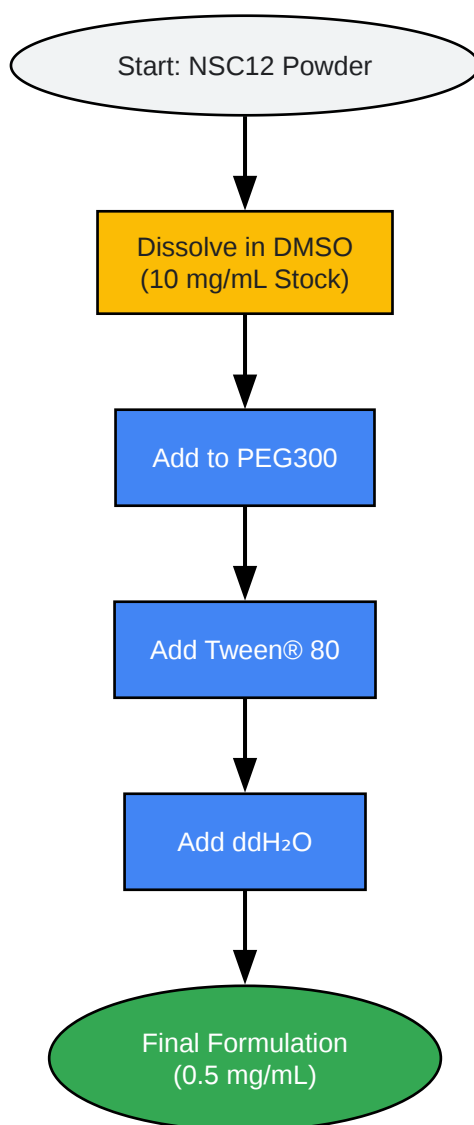 Start: NSC12 Powder
Dissolve in DMSO
(10 mg/mL Stock)
Add to PEG300
Add Tween® 80
Add ddH₂O
Final Formulation
(0.5 mg/mL)